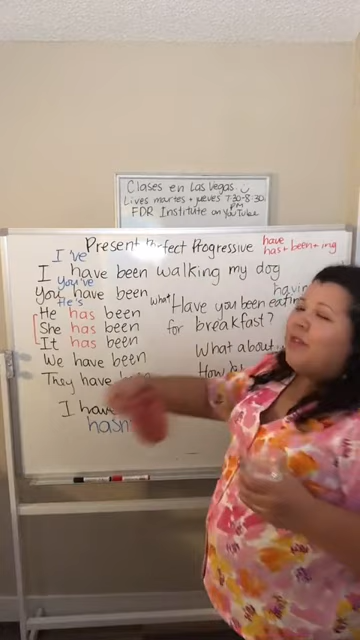 Clases en Las Vegas
Lives martes + jueves 7:30-8:30
PM
FDR Institute on YouTube
Present Perfect Progressive
have
has + been + ing
I've
I have been walking my dog
You've
You have been
He's
He has been
She has been
It has been
We have been
They have
I have
hasn
what
Have you been eatin
for breakfast?
What about